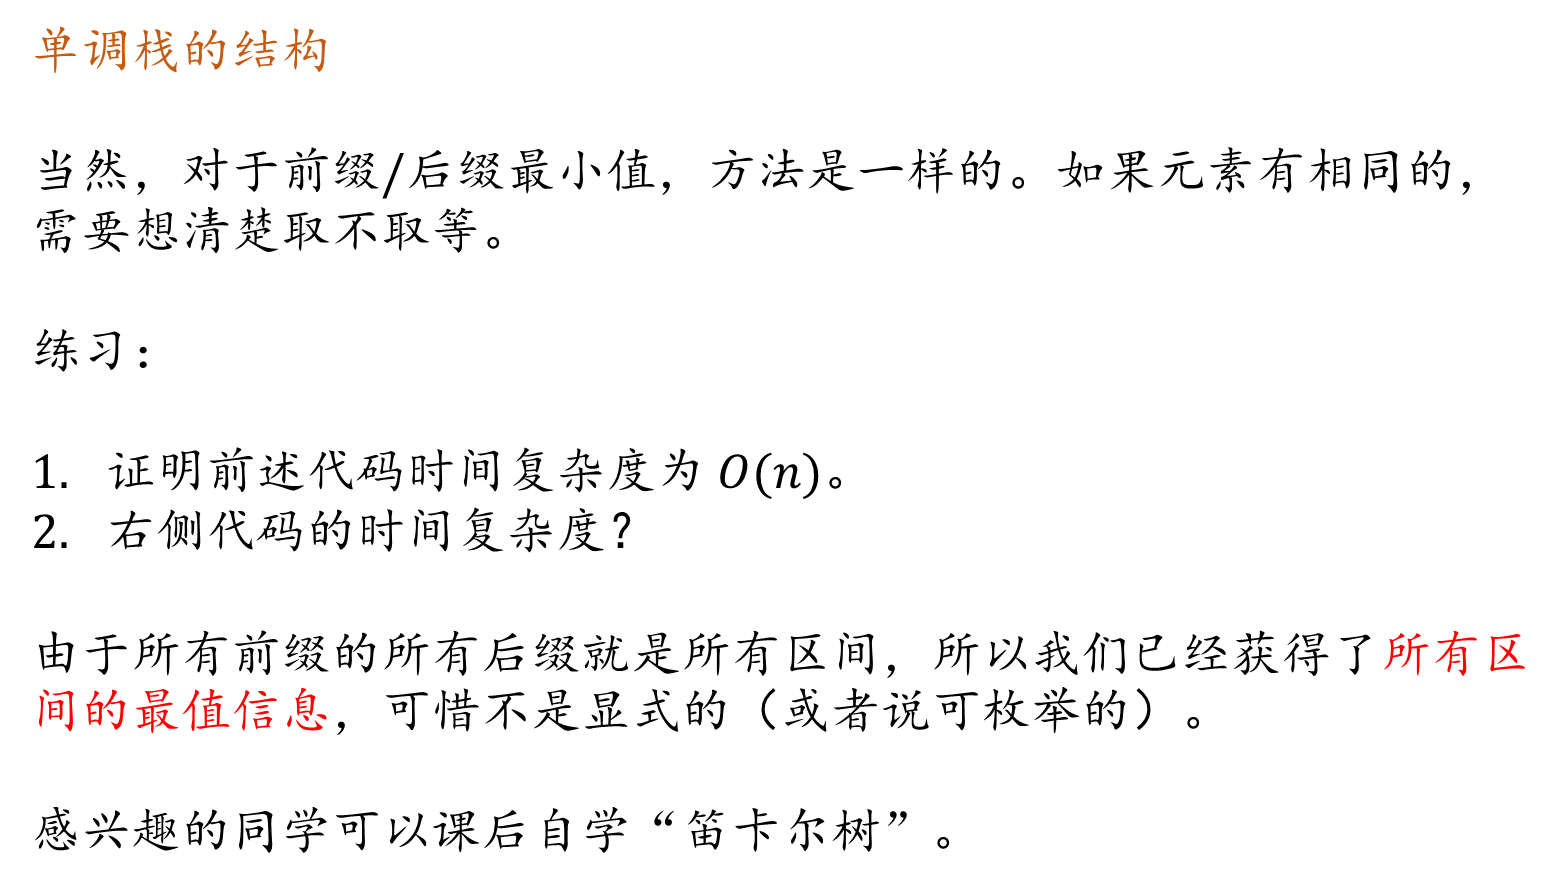 单调栈的结构
当然，对于前缀/后缀最小值，方法是一样的。如果元素有相同的，
需要想清楚取不取等。
练习：
1. 证明前述代码时间复杂度为 O(n)。
2. 右侧代码的时间复杂度？
由于所有前缀的所有后缀就是所有区间，所以我们已经获得了所有区
间的最值信息，可惜不是显式的（或者说可枚举的）。
感兴趣的同学可以课后自学“笛卡尔树”。